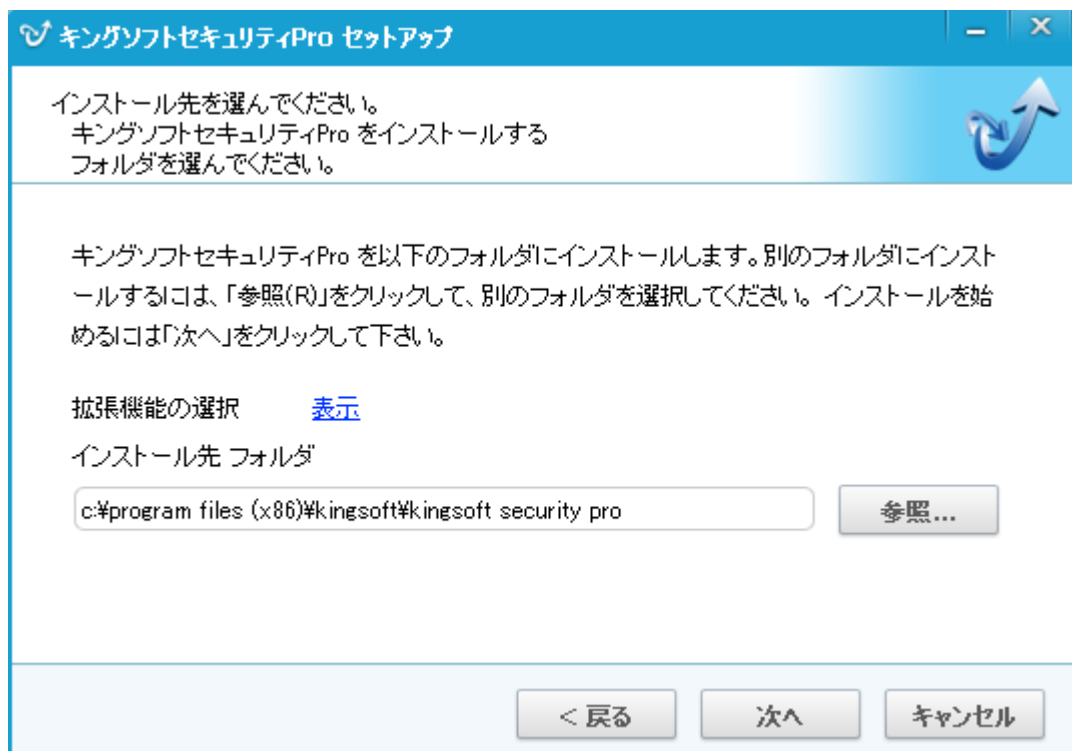 キングソフトセキュリティPro セットアップ
インストール先を選んでください。
キングソフトセキュリティPro をインストールする
フォルダを選んでください。
キングソフトセキュリティPro を以下のフォルダにインストールします。別のフォルダにインスト
ールするには、「参照(R)」をクリックして、別のフォルダを選択してください。インストールを始
めるには「次へ」をクリックして下さい。
拡張機能の選択 表示
インストール先 フォルダ
c:¥program files (x86)¥kingsoft¥kingsoft security pro 参照...
< 戻る 次へ キャンセル